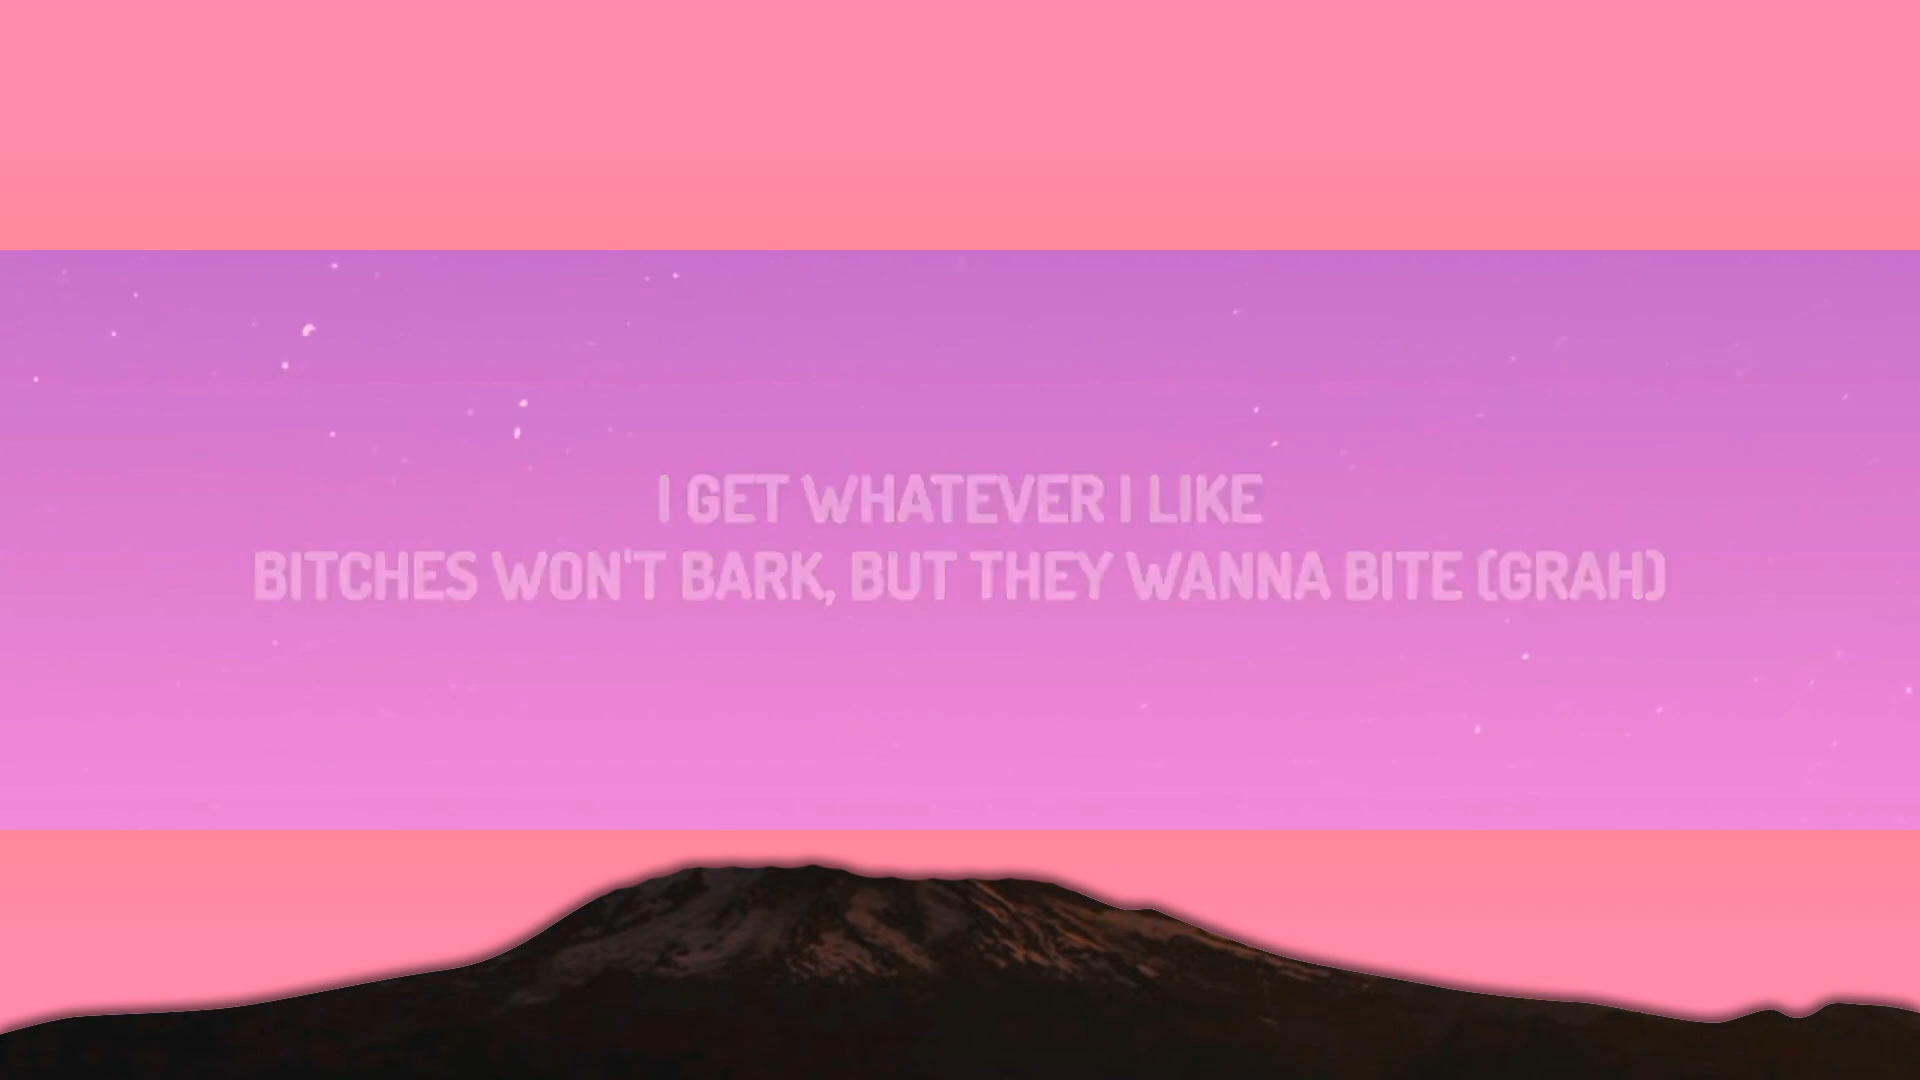 I GET WHATEVER I LIKE
BITCHES WON'T BARK, BUT THEY WANNA BITE (GRAH)